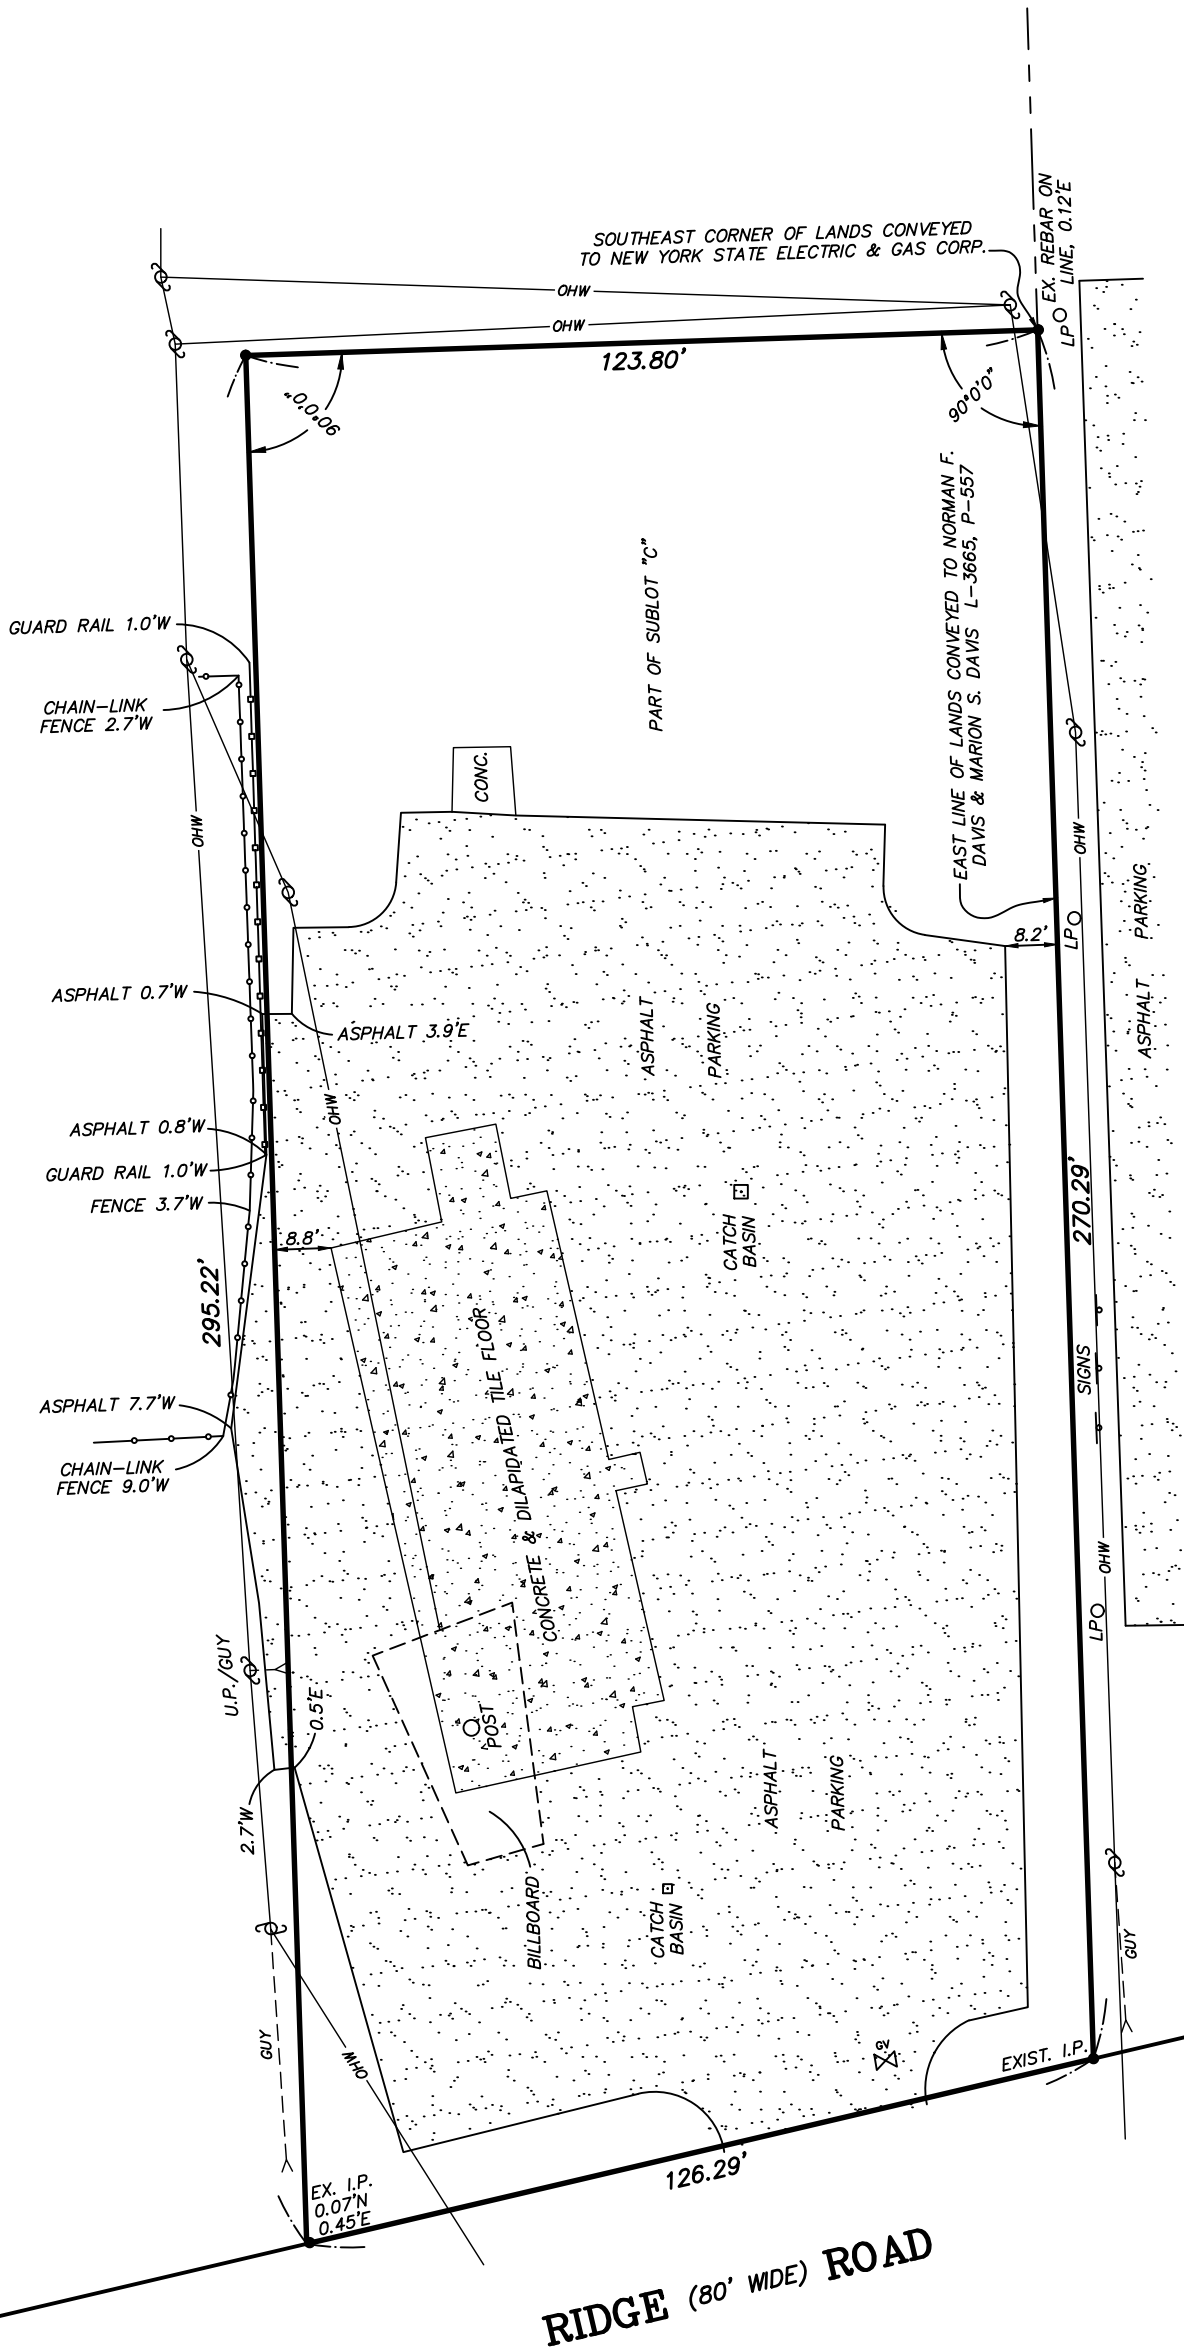 SOUTHEAST CORNER OF LANDS CONVEYED
TO NEW YORK STATE ELECTRIC & GAS CORP.
EX. REBAR ON
LINE, 0.12'E
LP
OHW
OHW
123.80'
90°0'0"
90°0'0"
PART OF SUBLOT "C"
EAST LINE OF LANDS CONVEYED TO NORMAN F.
DAVIS & MARION S. DAVIS L-3665, P-557
GUARD RAIL 1.0'W
CHAIN-LINK
FENCE 2.7'W
CONC.
OHW
OHW
ASPHALT
PARKING
8.2'
LP
ASPHALT 0.7'W
ASPHALT 3.9'E
ASPHALT
PARKING
OHW
ASPHALT 0.8'W
GUARD RAIL 1.0'W
FENCE 3.7'W
8.8'
CATCH
BASIN
270.29'
295.22'
CONCRETE & DILAPIDATED TILE FLOOR
SIGNS
ASPHALT 7.7'W
CHAIN-LINK
FENCE 9.0'W
OHW
LP
U.P./GUY
0.5'E
POST
2.7'W
ASPHALT
PARKING
BILLBOARD
CATCH
BASIN
GUY
GUY
OHW
GV
EXIST. I.P.
126.29'
EX. I.P.
0.07'N
0.45'E
RIDGE (80' WIDE) ROAD